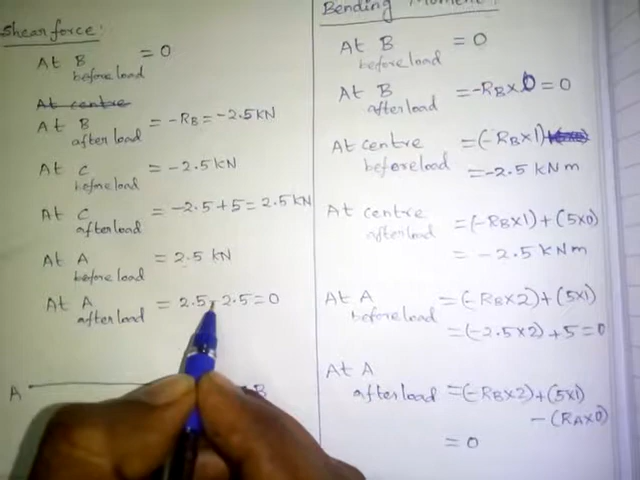 Shearforce:
At B before load = 0
At centre
At B after load = -RB = -2.5KN
At C before load = -2.5 KN
At C after load = -2.5+5 = 2.5 KN
At A before load = 2.5 KN
At A after load = 2.5-2.5 = 0
A B
Bending Moment:
At B before load = 0
At B after load = -RB×0 = 0
At centre before load = (-RB×1)
= -2.5 KN m
At centre after load = (-RB×1) + (5×0)
= -2.5 KN m
At A before load = (-RB×2) + (5×1)
= (-2.5×2) + 5 = 0
At A after load = (-RB×2) + (5×1)
- (RA×0)
= 0